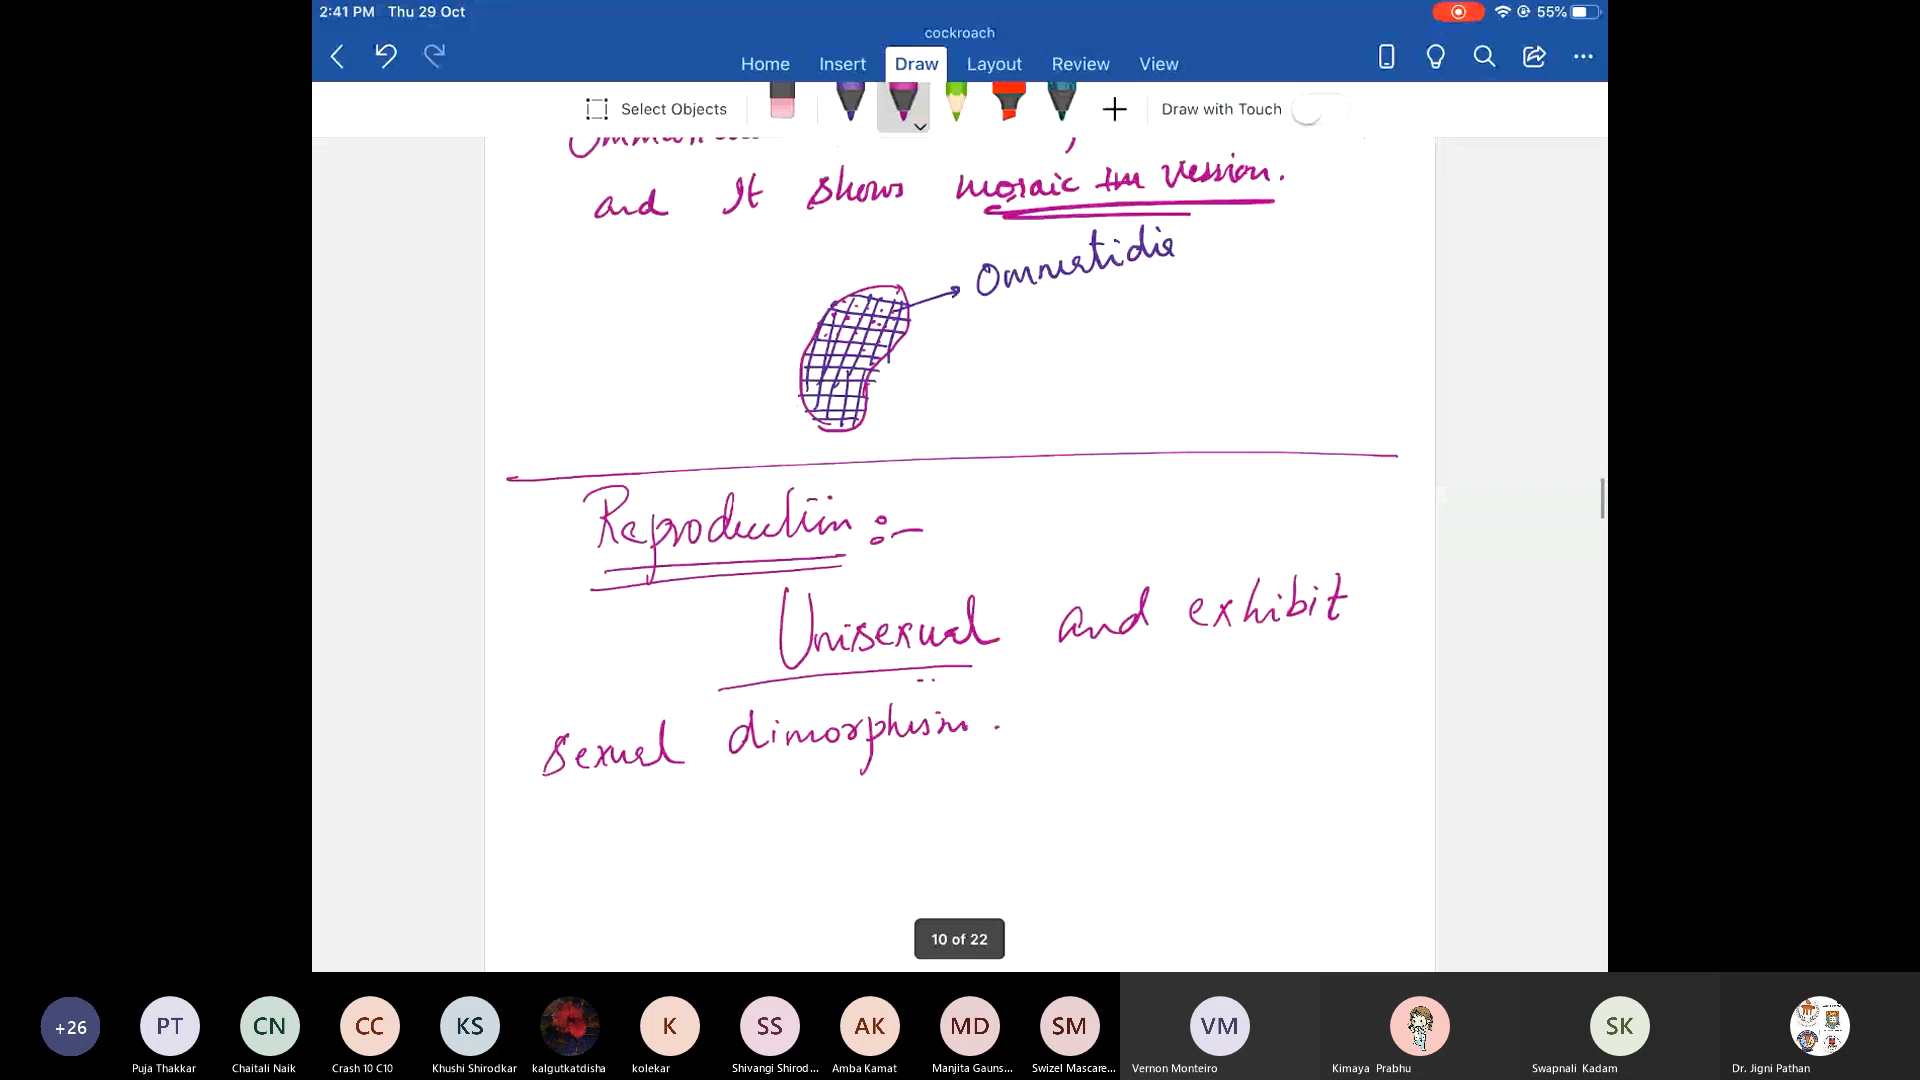 2:41 PM Thu 29 Oct
55%
cockroach
Home Insert Draw Layout Review View
Select Objects
Draw with Touch
and It shows mosaic vession.
Ommatidia
Reproduction :-
Unisexual and exhibit
sexual dimorphism.
10 of 22
+26 PT CN CC KS K SS AK MD SM VM SK
Puja Thakkar Chaitali Naik Crash 10 C10 Khushi Shirodkar kalgutkatdisha kolekar Shivangi Shirod... Amba Kamat Manjita Gauns... Swizel Mascare... Vernon Monteiro Kimaya Prabhu Swapnali Kadam Dr. Jigni Pathan